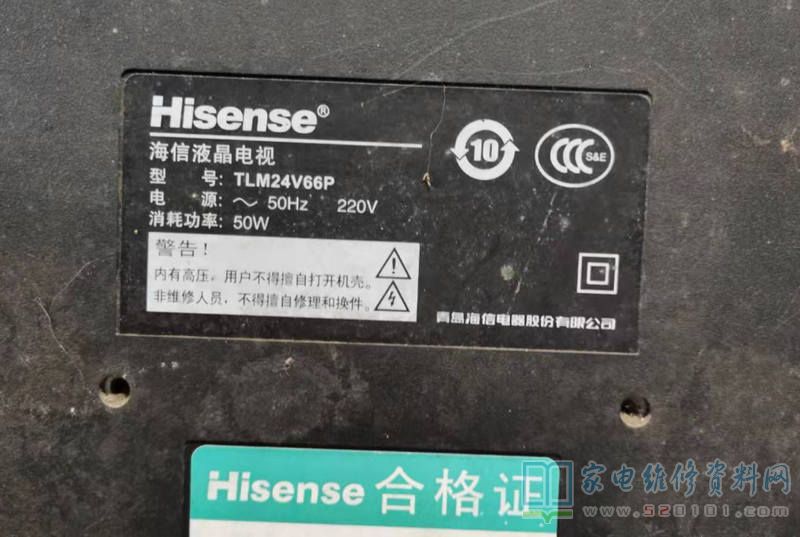 Hisense®
海信液晶电视
型 号: TLM24V66P
电 源: ～ 50Hz 220V
消耗功率: 50W
警告!
内有高压,用户不得擅自打开机壳。
非维修人员,不得擅自修理和换件。
10
CCC S&E
青岛海信电器股份有限公司
Hisense 合格证
家电维修资料网
www.520101.com